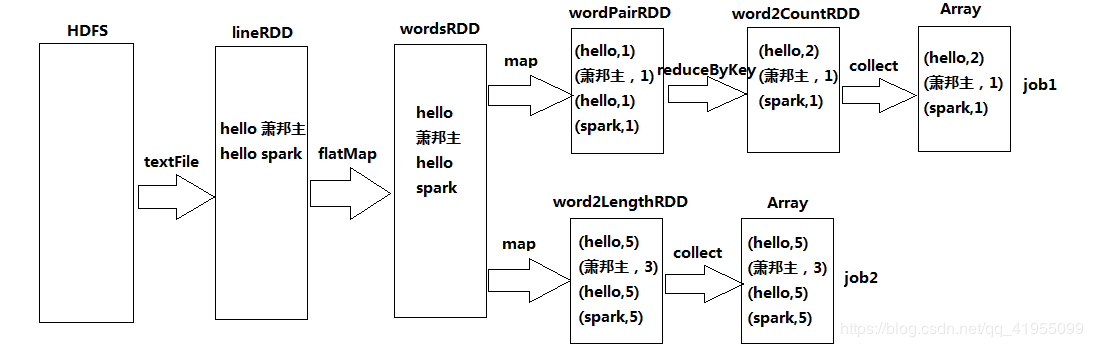 HDFS
textFile
lineRDD
hello 萧邦主
hello spark
flatMap
wordsRDD
hello
萧邦主
hello
spark
map
wordPairRDD
(hello,1)
(萧邦主，1)
(hello,1)
(spark,1)
reduceByKey
word2CountRDD
(hello,2)
(萧邦主，1)
(spark,1)
collect
Array
(hello,2)
(萧邦主，1)
(spark,1)
job1
map
word2LengthRDD
(hello,5)
(萧邦主，3)
(hello,5)
(spark,5)
collect
Array
(hello,5)
(萧邦主，3)
(hello,5)
(spark,5)
job2
https://blog.csdn.net/qq_41955099